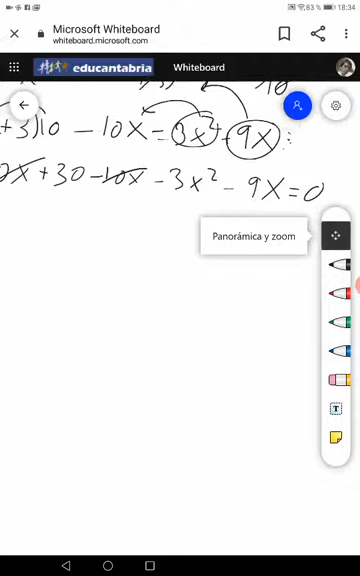 83 % 18:34
Microsoft Whiteboard
whiteboard.microsoft.com
educantabria Whiteboard
+3)10 - 10x = 3x² + 9x
+ 30 - 10x - 3x² - 9x = 0
Panorámica y zoom
T